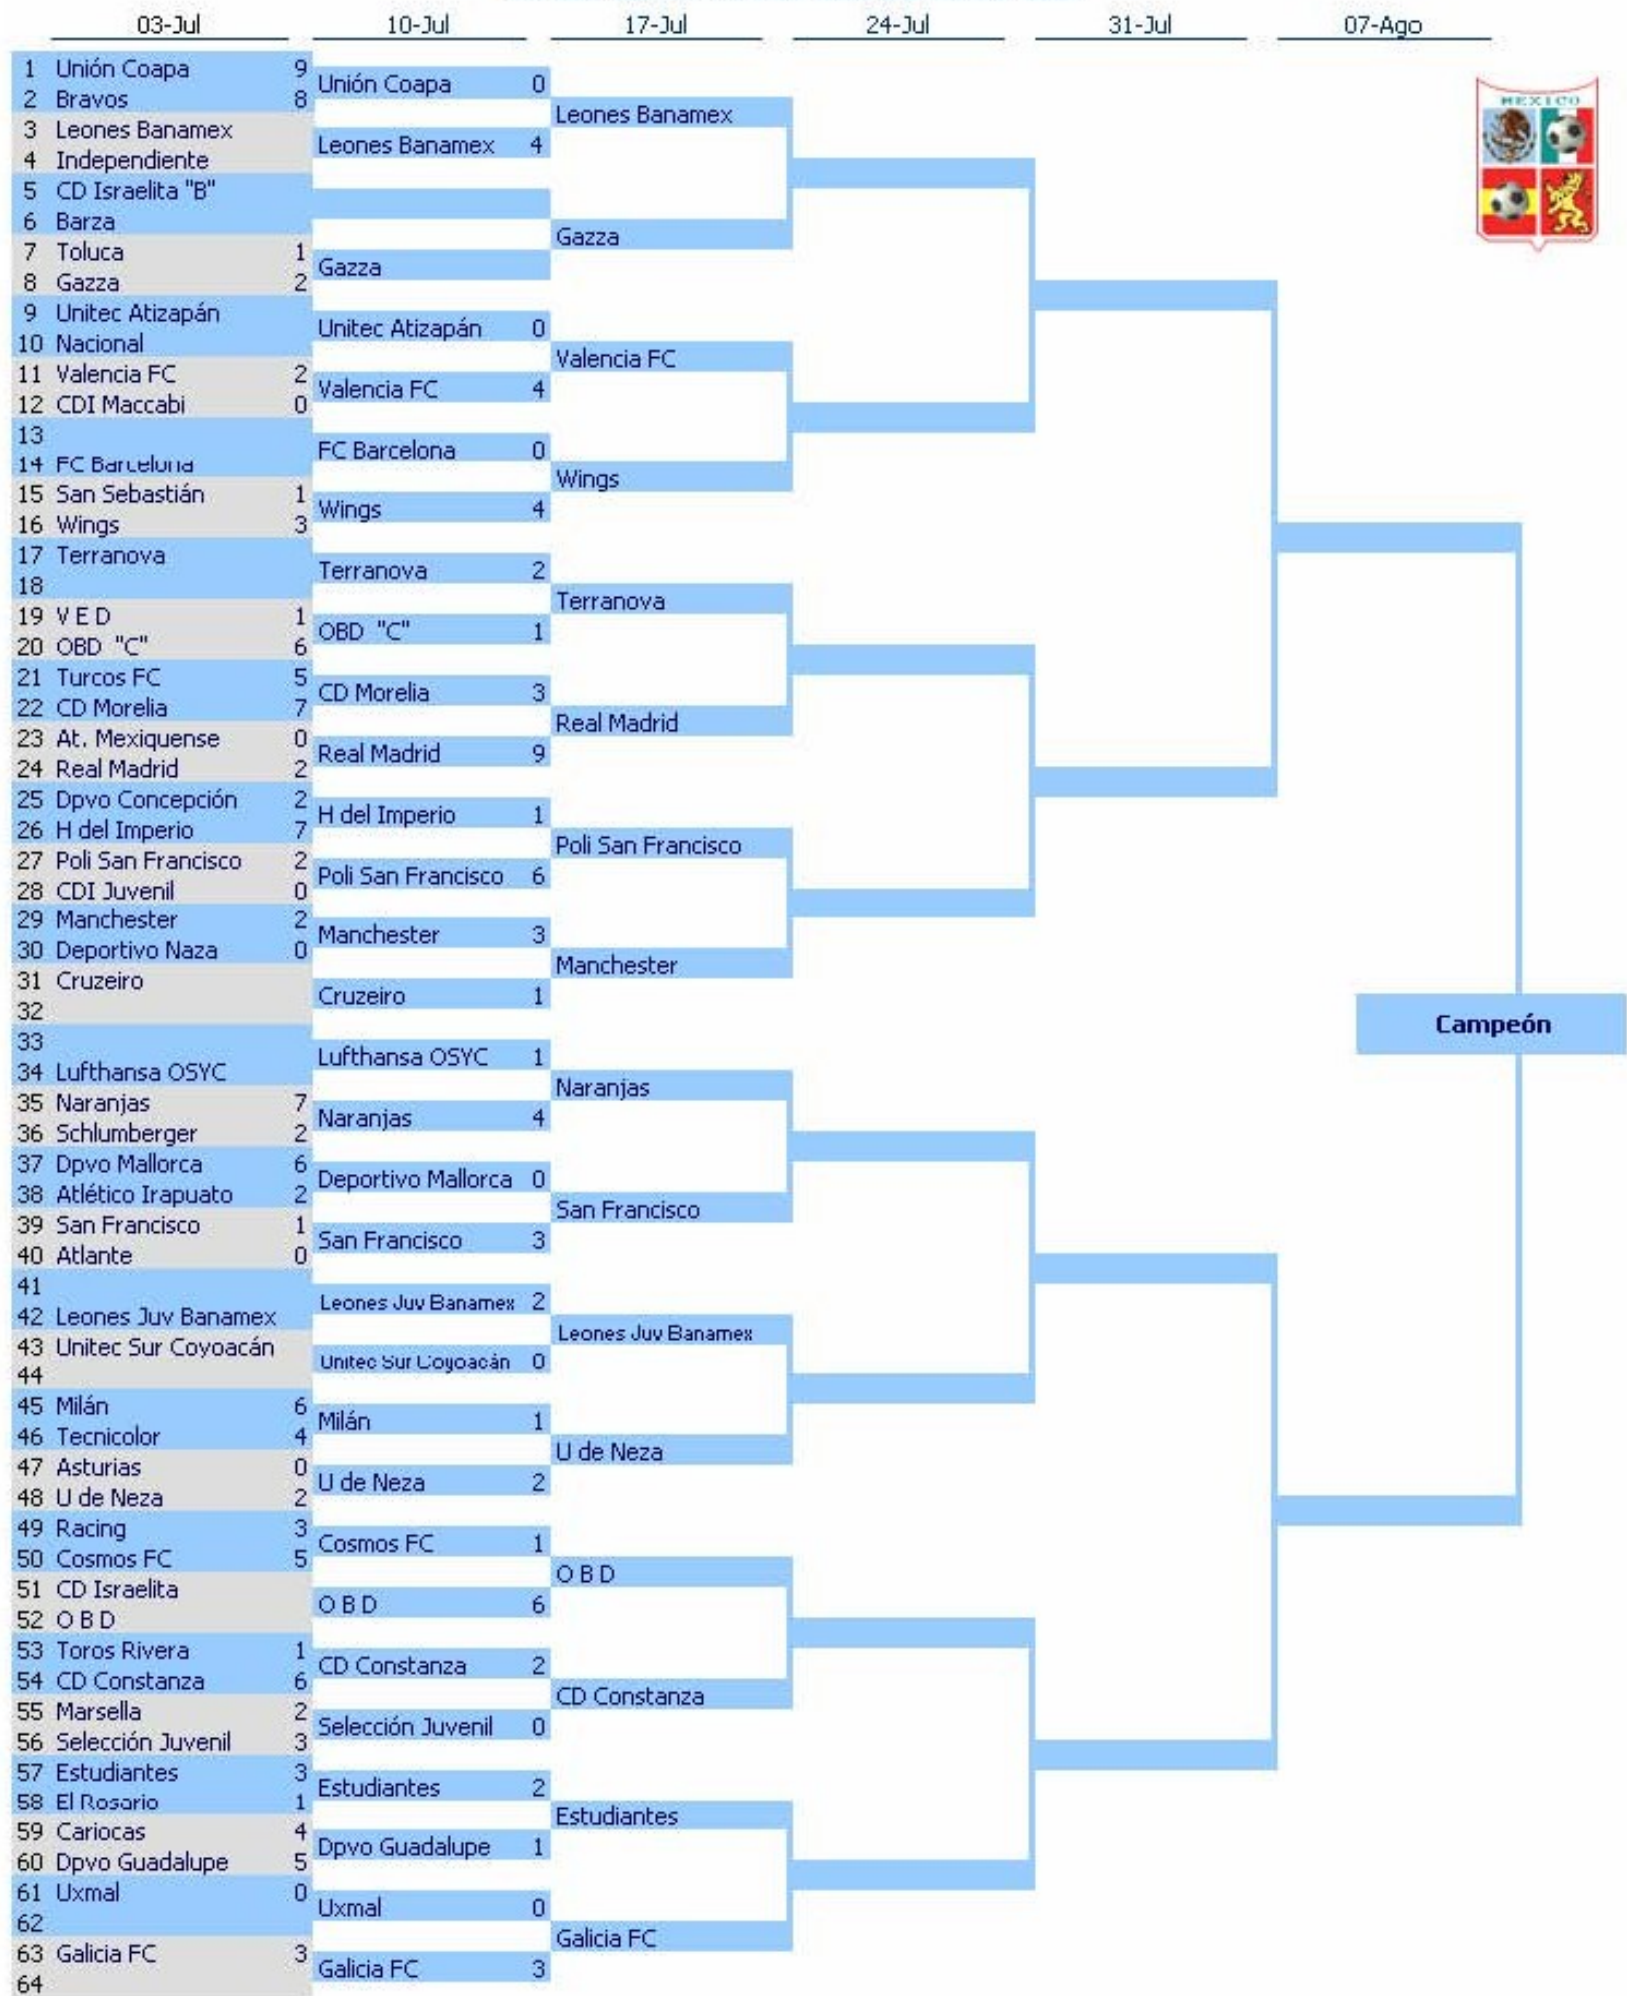 03-Jul 10-Jul 17-Jul 24-Jul 31-Jul 07-Ago
MEXICO
1 Unión Coapa 9
2 Bravos 8
3 Leones Banamex
4 Independiente
5 CD Israelita "B"
6 Barza
7 Toluca 1
8 Gazza 2
9 Unitec Atizapán
10 Nacional
11 Valencia FC 2
12 CDI Maccabi 0
13
14 FC Barcelona
15 San Sebastián 1
16 Wings 3
17 Terranova
18
19 V E D 1
20 OBD "C" 6
21 Turcos FC 5
22 CD Morelia 7
23 At. Mexiquense 0
24 Real Madrid 2
25 Dpvo Concepción 2
26 H del Imperio 7
27 Poli San Francisco 2
28 CDI Juvenil 0
29 Manchester 2
30 Deportivo Naza 0
31 Cruzeiro
32
33
34 Lufthansa OSYC
35 Naranjas 7
36 Schlumberger 2
37 Dpvo Mallorca 6
38 Atlético Irapuato 2
39 San Francisco 1
40 Atlante 0
41
42 Leones Juv Banamex
43 Unitec Sur Coyoacán
44
45 Milán 6
46 Tecnicolor 4
47 Asturias 0
48 U de Neza 2
49 Racing 3
50 Cosmos FC 5
51 CD Israelita
52 O B D
53 Toros Rivera 1
54 CD Constanza 6
55 Marsella 2
56 Selección Juvenil 3
57 Estudiantes 3
58 El Rosario 1
59 Cariocas 4
60 Dpvo Guadalupe 5
61 Uxmal 0
62
63 Galicia FC 3
64
Unión Coapa 0
Leones Banamex 4
Gazza
Unitec Atizapán 0
Valencia FC 4
FC Barcelona 0
Wings 4
Terranova 2
OBD "C" 1
CD Morelia 3
Real Madrid 9
H del Imperio 1
Poli San Francisco 6
Manchester 3
Cruzeiro 1
Lufthansa OSYC 1
Naranjas 4
Deportivo Mallorca 0
San Francisco 3
Leones Juv Banamex 2
Unitec Sur Coyoacán 0
Milán 1
U de Neza 2
Cosmos FC 1
O B D 6
CD Constanza 2
Selección Juvenil 0
Estudiantes 2
Dpvo Guadalupe 1
Uxmal 0
Galicia FC 3
Leones Banamex
Gazza
Valencia FC
Wings
Terranova
Real Madrid
Poli San Francisco
Manchester
Naranjas
San Francisco
Leones Juv Banamex
U de Neza
O B D
CD Constanza
Estudiantes
Galicia FC
Campeón